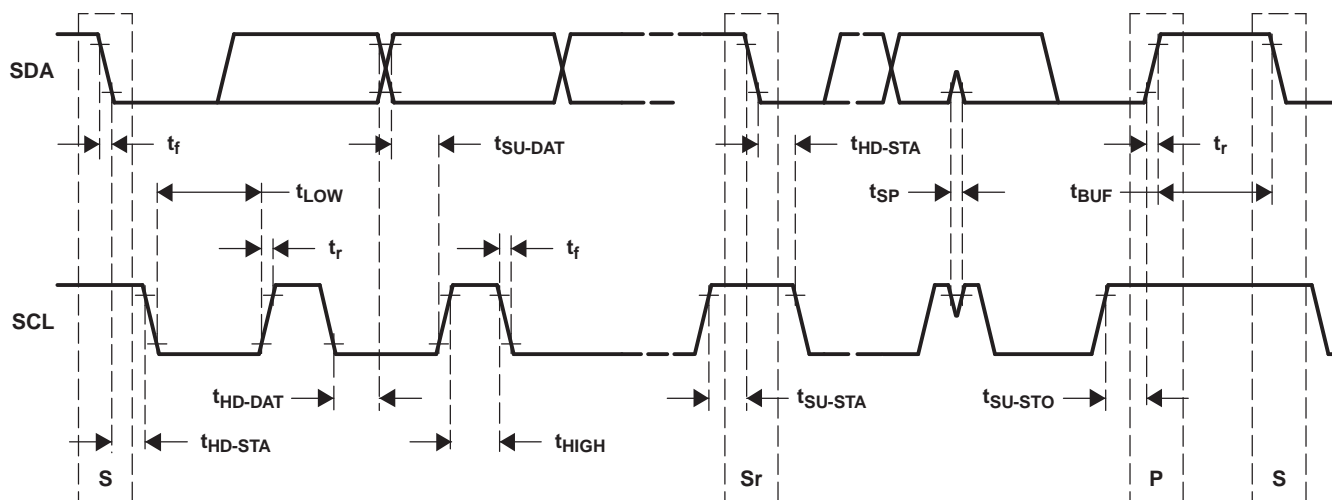 SDA
t_f
t_SU-DAT
t_HD-STA
t_r
t_LOW
t_SP
t_BUF
t_r
t_f
SCL
t_HD-DAT
t_SU-STA
t_SU-STO
t_HD-STA
t_HIGH
S
Sr
P
S